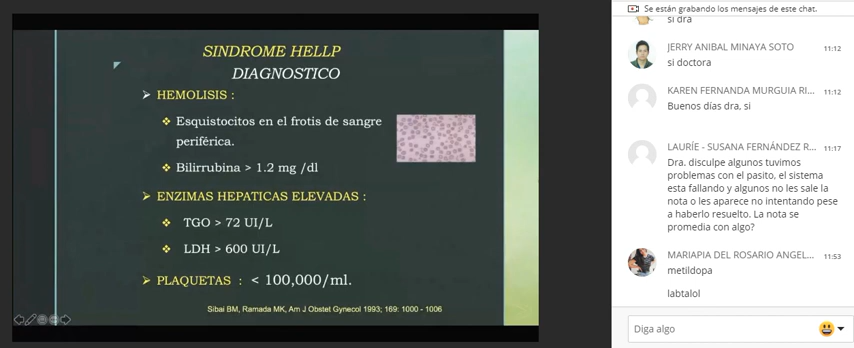 SINDROME HELLP
DIAGNOSTICO
HEMOLISIS :
Esquistocitos en el frotis de sangre
periférica.
Bilirrubina > 1.2 mg /dl
ENZIMAS HEPATICAS ELEVADAS :
TGO > 72 UI/L
LDH > 600 UI/L
PLAQUETAS : < 100,000/ml.
Sibai BM, Ramada MK, Am J Obstet Gynecol 1993; 169: 1000 - 1006
Se están grabando los mensajes de este chat.
si dra
JERRY ANIBAL MINAYA SOTO 11:12
si doctora
KAREN FERNANDA MURGUIA RI... 11:12
Buenos días dra, si
LAURÍE - SUSANA FERNÁNDEZ R... 11:17
Dra. disculpe algunos tuvimos
problemas con el pasito, el sistema
esta fallando y algunos no les sale la
nota o les aparece no intentando pese
a haberlo resuelto. La nota se
promedia con algo?
MARIAPIA DEL ROSARIO ANGEL... 11:53
metildopa
labtalol
Diga algo